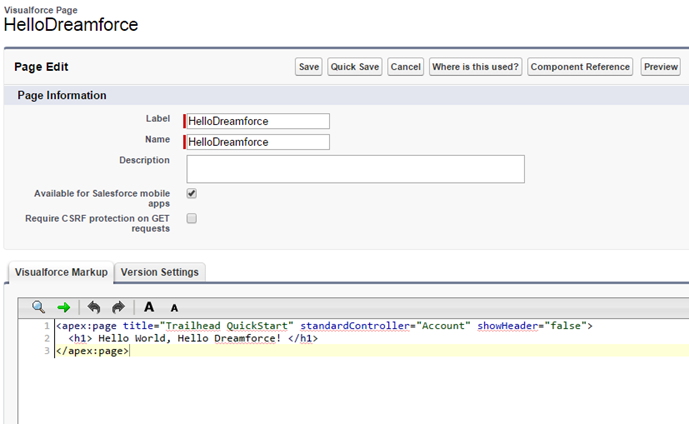 Visualforce Page
HelloDreamforce
Page Edit
Save Quick Save Cancel Where is this used? Component Reference Preview
Page Information
Label HelloDreamforce
Name HelloDreamforce
Description
Available for Salesforce mobile
apps
Require CSRF protection on GET
requests
Visualforce Markup Version Settings
A A
1 <apex:page title="Trailhead QuickStart" standardController="Account" showHeader="false">
2 <h1> Hello World, Hello Dreamforce! </h1>
3 </apex:page>